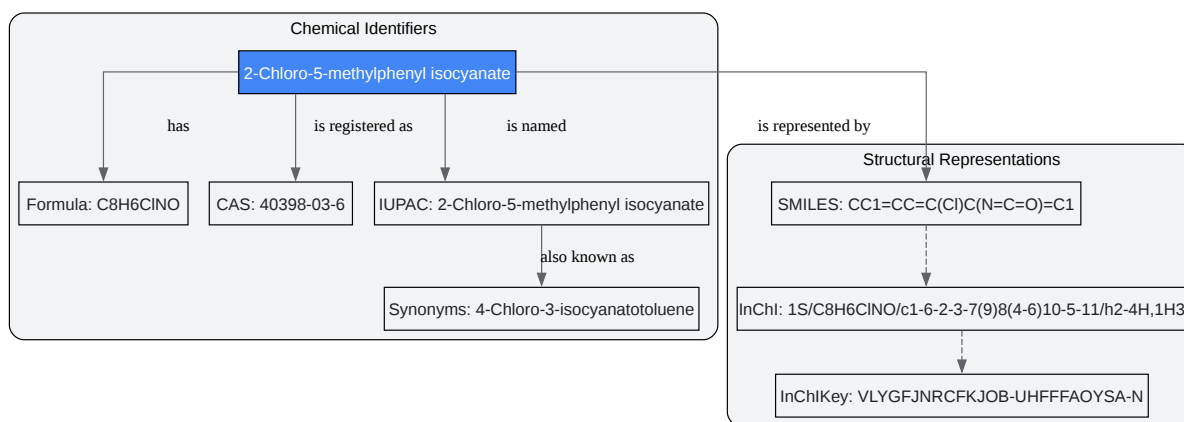 Chemical Identifiers
2-Chloro-5-methylphenyl isocyanate
has
is registered as
is named
is represented by
Structural Representations
Formula: C8H6ClNO
CAS: 40398-03-6
IUPAC: 2-Chloro-5-methylphenyl isocyanate
SMILES: CC1=CC=C(Cl)C(N=C=O)=C1
also known as
Synonyms: 4-Chloro-3-isocyanatotoluene
InChI: 1S/C8H6ClNO/c1-6-2-3-7(9)8(4-6)10-5-11/h2-4H,1H3
InChIKey: VLYGFJNRCFKJOB-UHFFFAOYSA-N